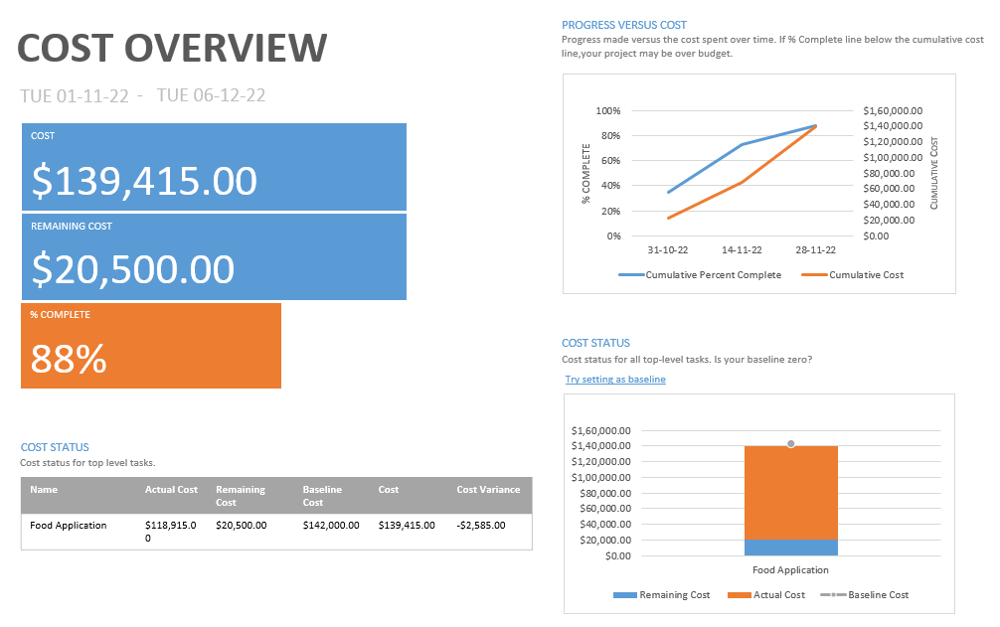 COST OVERVIEW
TUE 01-11-22 - TUE 06-12-22
COST
$139,415.00
REMAINING COST
$20,500.00
% COMPLETE
88%
COST STATUS
Cost status for top level tasks.
Name Actual Cost Remaining Cost Baseline Cost Cost Cost Variance
Food Application $118,915.00 $20,500.00 $142,000.00 $139,415.00 -$2,585.00
PROGRESS VERSUS COST
Progress made versus the cost spent over time. If % Complete line below the cumulative cost
line,your project may be over budget.
100%
80%
60%
40%
20%
0%
% COMPLETE
$1,60,000.00
$1,40,000.00
$1,20,000.00
$1,00,000.00
$80,000.00
$60,000.00
$40,000.00
$20,000.00
$0.00
CUMULATIVE COST
31-10-22 14-11-22 28-11-22
Cumulative Percent Complete Cumulative Cost
COST STATUS
Cost status for all top-level tasks. Is your baseline zero?
Try setting as baseline
$1,60,000.00
$1,40,000.00
$1,20,000.00
$1,00,000.00
$80,000.00
$60,000.00
$40,000.00
$20,000.00
$0.00
Food Application
Remaining Cost Actual Cost Baseline Cost